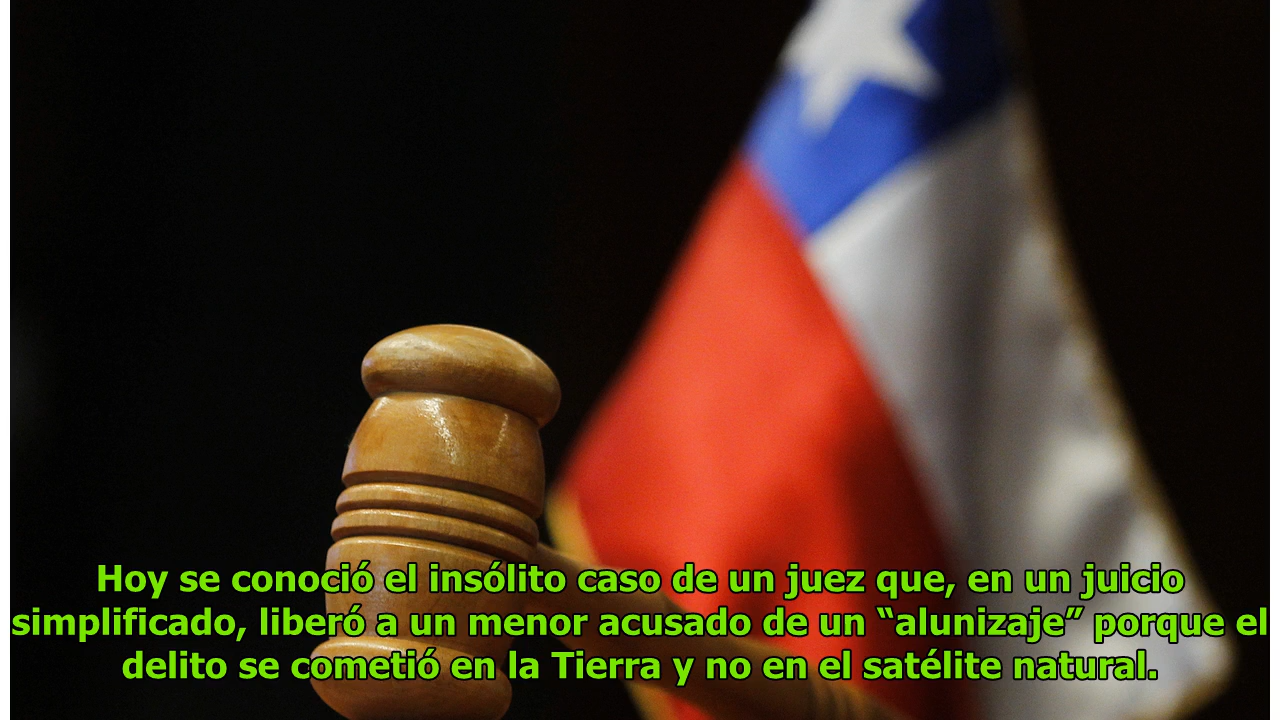 Hoy se conoció el insólito caso de un juez que, en un juicio
simplificado, liberó a un menor acusado de un “alunizaje” porque el
delito se cometió en la Tierra y no en el satélite natural.